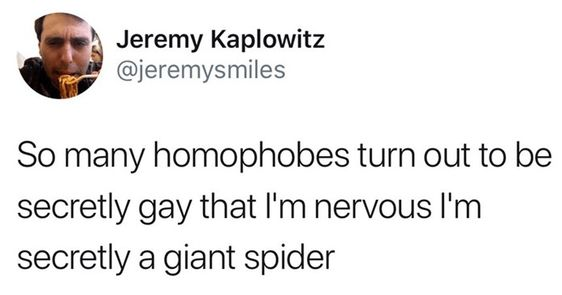 Jeremy Kaplowitz
@jeremysmiles
So many homophobes turn out to be
secretly gay that I'm nervous I'm
secretly a giant spider